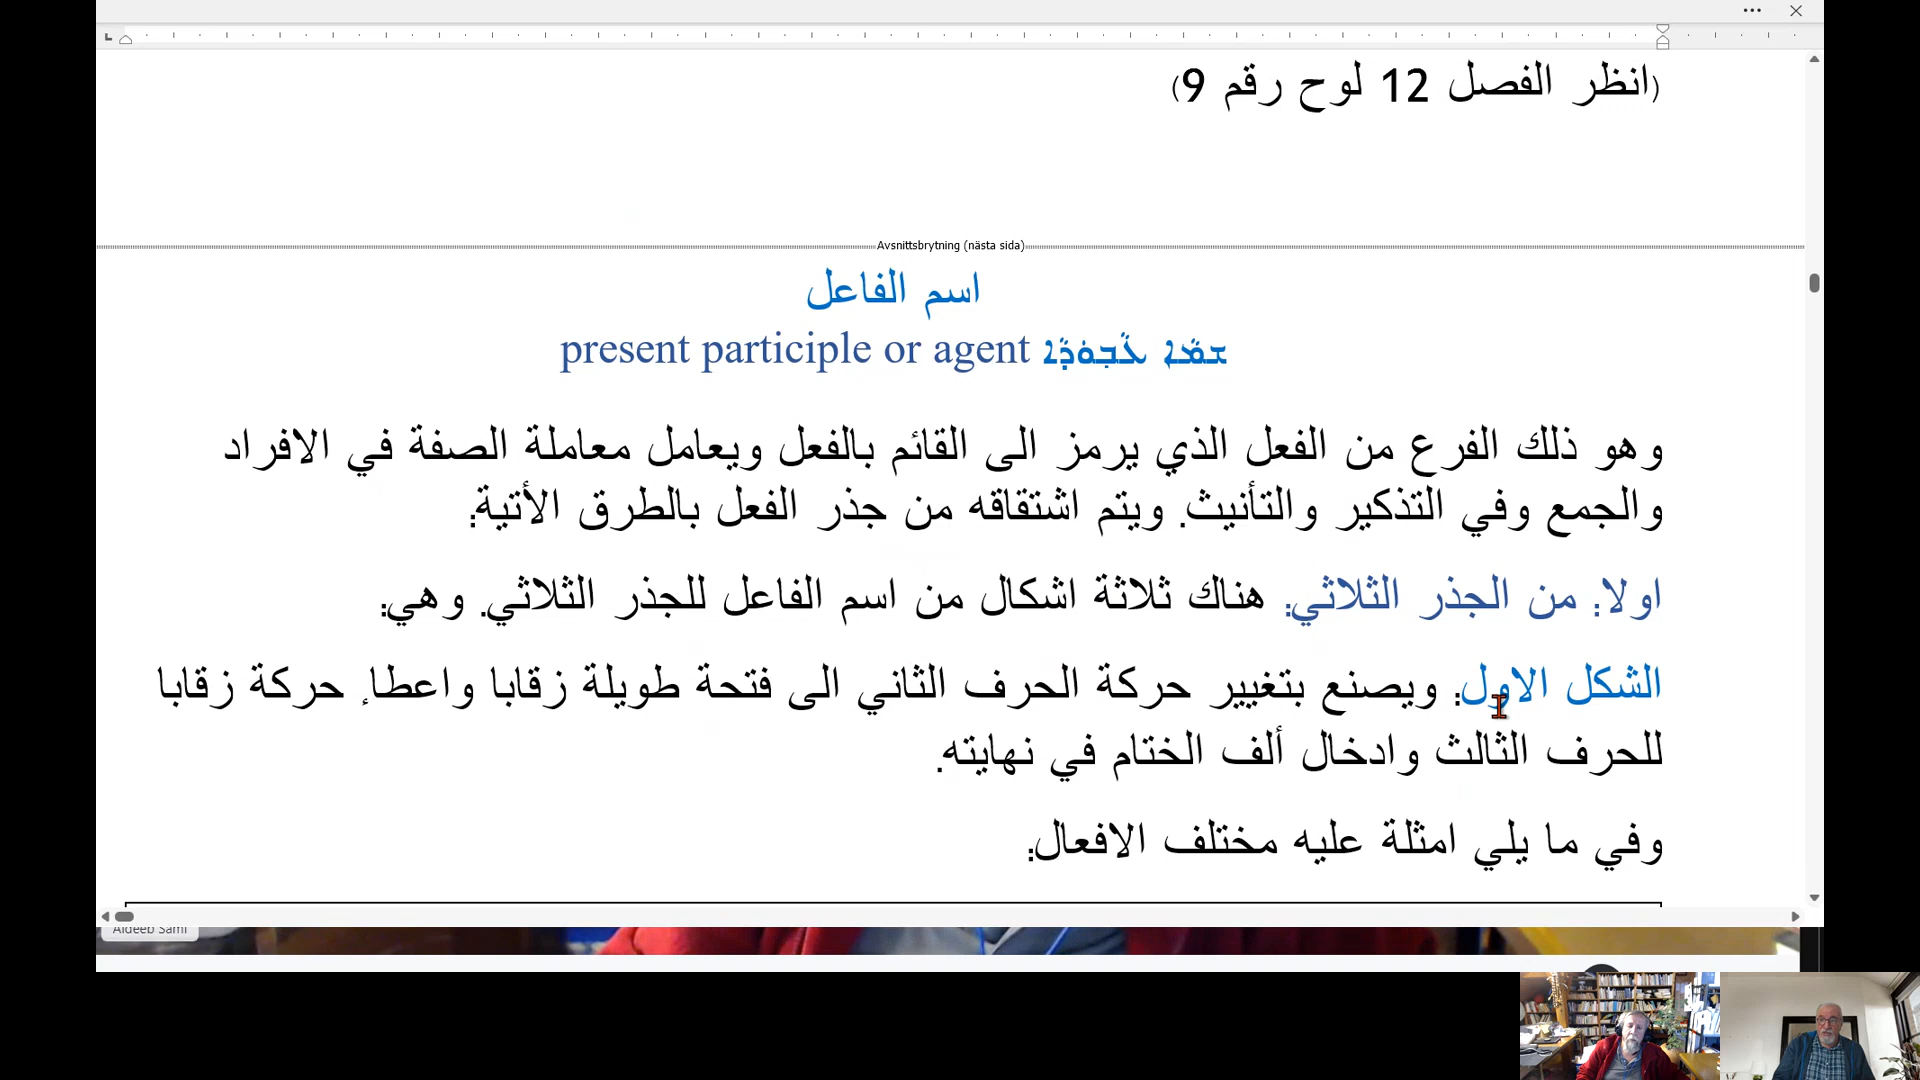 (انظر الفصل 12 لوح رقم 9)
Avsnittsbrytning (nästa sida)
اسم الفاعل
ܫܡܳܐ ܥܳܒܘܕܳܐ present participle or agent
وهو ذلك الفرع من الفعل الذي يرمز الى القائم بالفعل ويعامل معاملة الصفة في الافراد
والجمع وفي التذكير والتأنيث. ويتم اشتقاقه من جذر الفعل بالطرق الأتية:
اولا: من الجذر الثلاثي: هناك ثلاثة اشكال من اسم الفاعل للجذر الثلاثي. وهي:
الشكل الاول: ويصنع بتغيير حركة الحرف الثاني الى فتحة طويلة زقابا واعطاء حركة زقابا
للحرف الثالث وادخال ألف الختام في نهايته.
وفي ما يلي امثلة عليه مختلف الافعال:
Aldeeb Sami